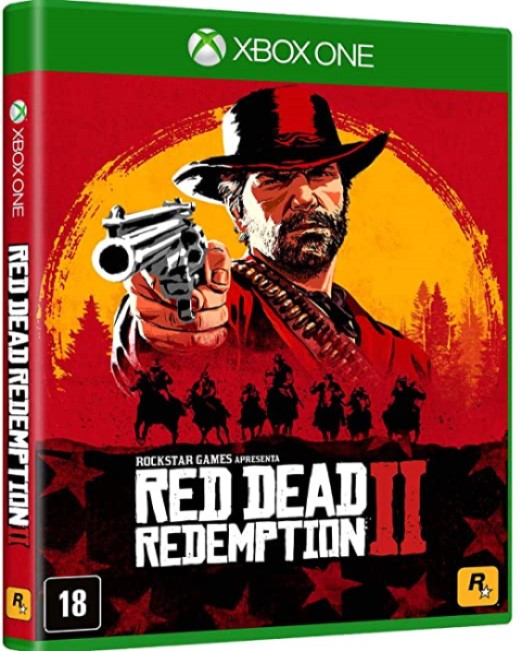 XBOX ONE
XBOX ONE
RED DEAD REDEMPTION II
ROCKSTAR GAMES APRESENTA
RED DEAD
REDEMPTION II
18
R
R